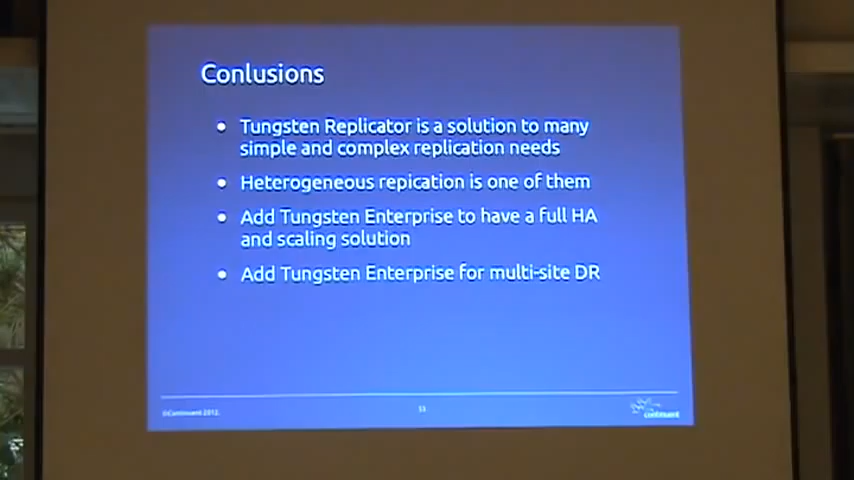 Conlusions
• Tungsten Replicator is a solution to many
simple and complex replication needs
• Heterogeneous repication is one of them
• Add Tungsten Enterprise to have a full HA
and scaling solution
• Add Tungsten Enterprise for multi-site DR
©Continuent 2012.
continuent